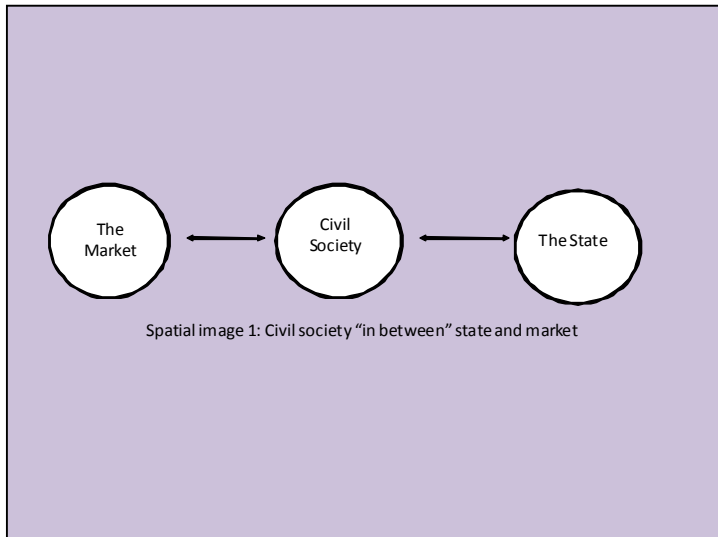 The
Market
Civil
Society
The State
Spatial image 1: Civil society “in between” state and market